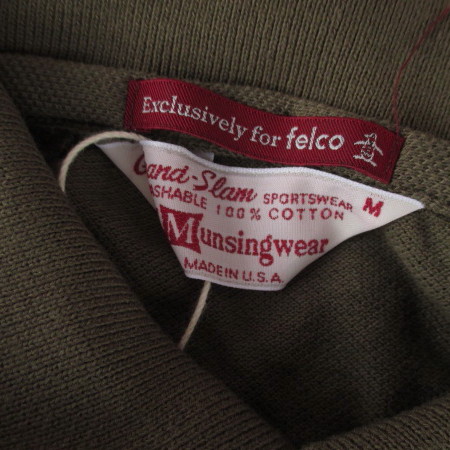 Exclusively for felco
Grand-Slam
WASHABLE SPORTSWEAR M
100% COTTON
Munsingwear
MADE IN U.S.A